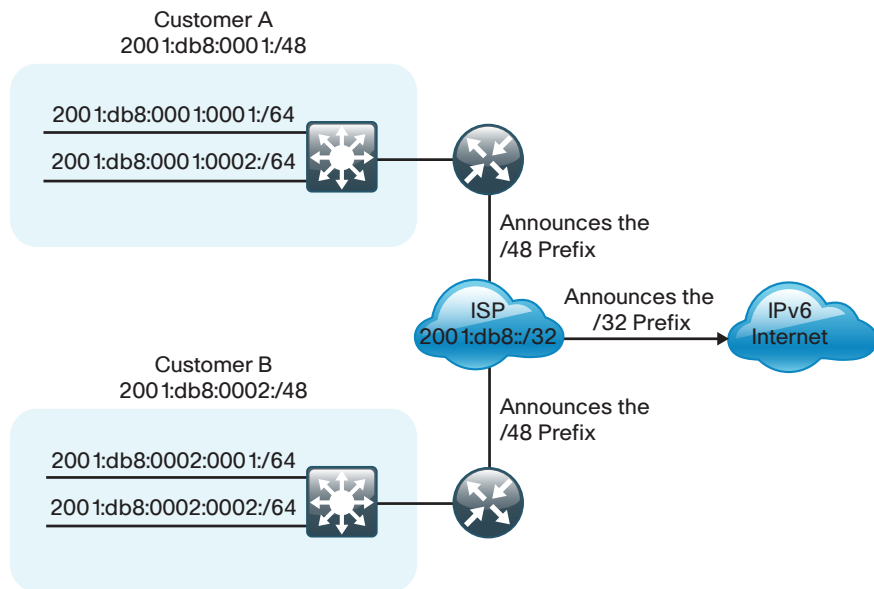 Customer A
2001:db8:0001:/48
2001:db8:0001:0001:/64
2001:db8:0001:0002:/64
Announces the
/48 Prefix
ISP
2001:db8::/32
Announces the
/32 Prefix
IPv6
Internet
Customer B
2001:db8:0002:/48
Announces the
/48 Prefix
2001:db8:0002:0001:/64
2001:db8:0002:0002:/64